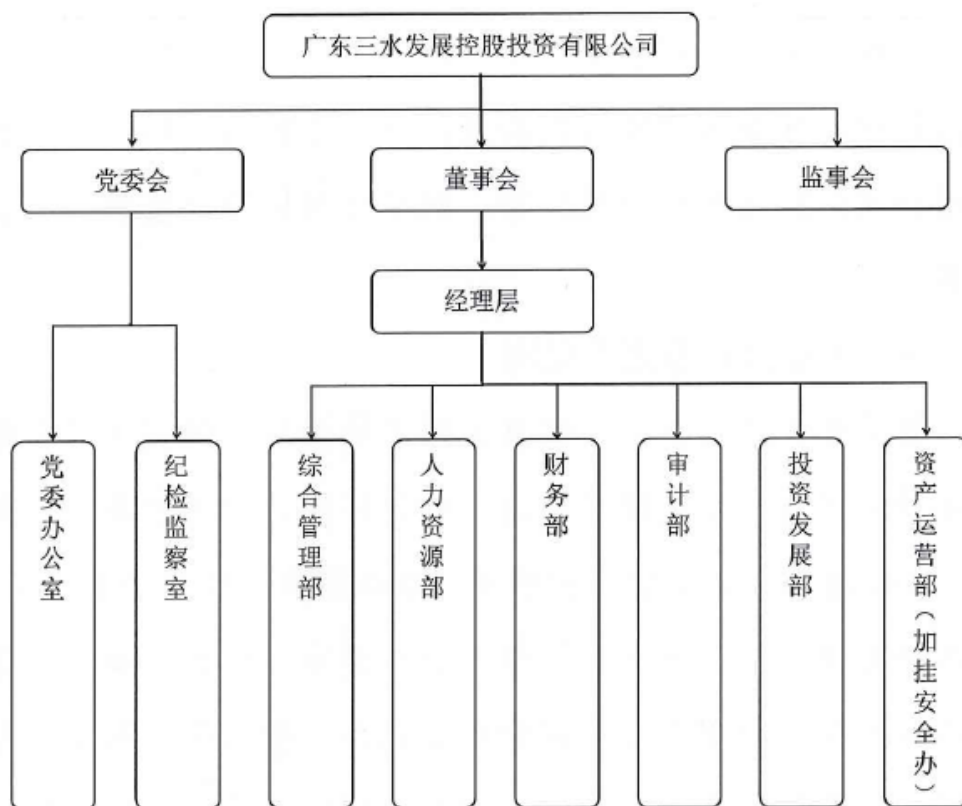 广东三水发展控股投资有限公司
党委会
董事会
监事会
经理层
党委办公室
纪检监察室
综合管理部
人力资源部
财务部
审计部
投资发展部
资产运营部（加挂安全办）